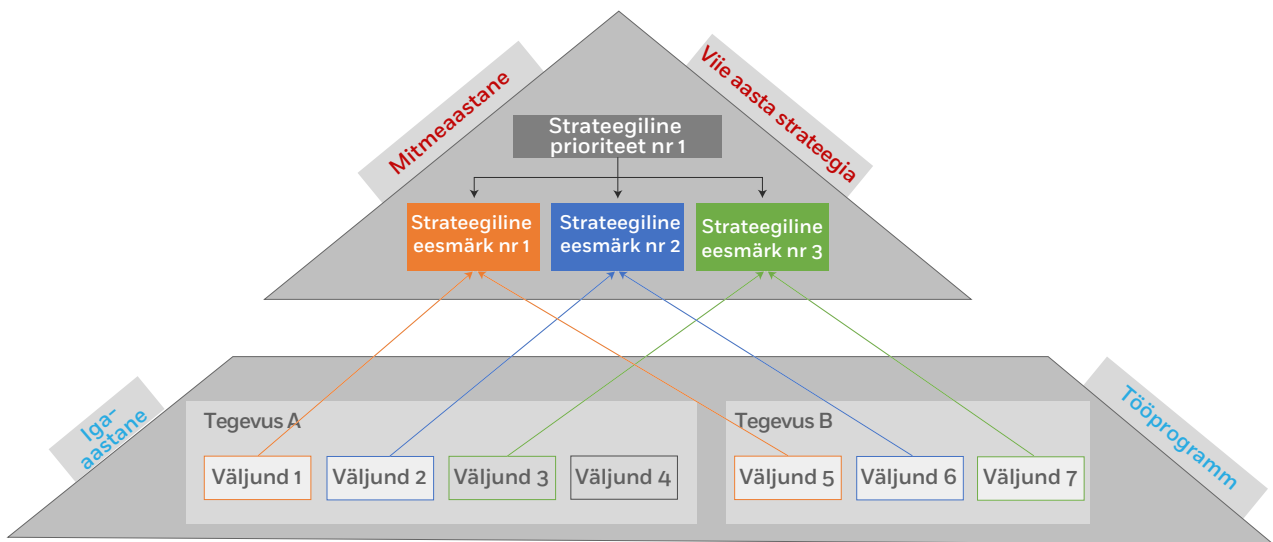 Mitmeaastane
Viie aasta strateegia
Strateegiline
prioriteet nr 1
Strateegiline
eesmärk nr 1
Strateegiline
eesmärk nr 2
Strateegiline
eesmärk nr 3
Iga-
aastane
Tööprogramm
Tegevus A
Väljund 1
Väljund 2
Väljund 3
Väljund 4
Tegevus B
Väljund 5
Väljund 6
Väljund 7